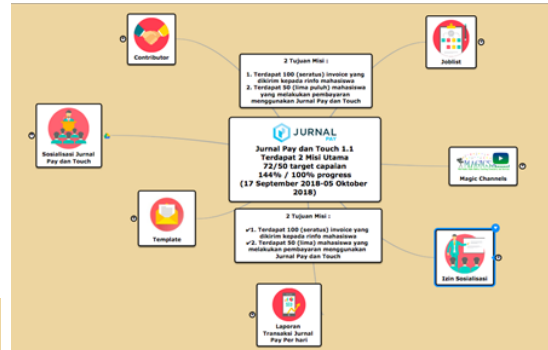 Contributor
2 Tujuan Misi :
1. Terdapat 100 (seratus) invoice yang
dikirim kepada rinfo mahasiswa
2. Terdapat 50 (lima puluh) mahasiswa
yang melakukan pembayaran
menggunakan Jurnal Pay dan Touch
Joblist
Sosialisasi Jurnal
Pay dan Touch
JURNAL
PAY
Jurnal Pay dan Touch 1.1
Terdapat 2 Misi Utama
72/50 target capaian
144% / 100% progress
(17 September 2018-05 Oktober
2018)
Magic Channels
Template
2 Tujuan Misi :
✓1. Terdapat 100 (seratus) invoice yang
dikirim kepada rinfo mahasiswa
✓2. Terdapat 50 (lima) mahasiswa yang
melakukan pembayaran menggunakan
Jurnal Pay dan Touch
Izin Sosialisasi
Laporan
Transaksi Jurnal
Pay Per hari